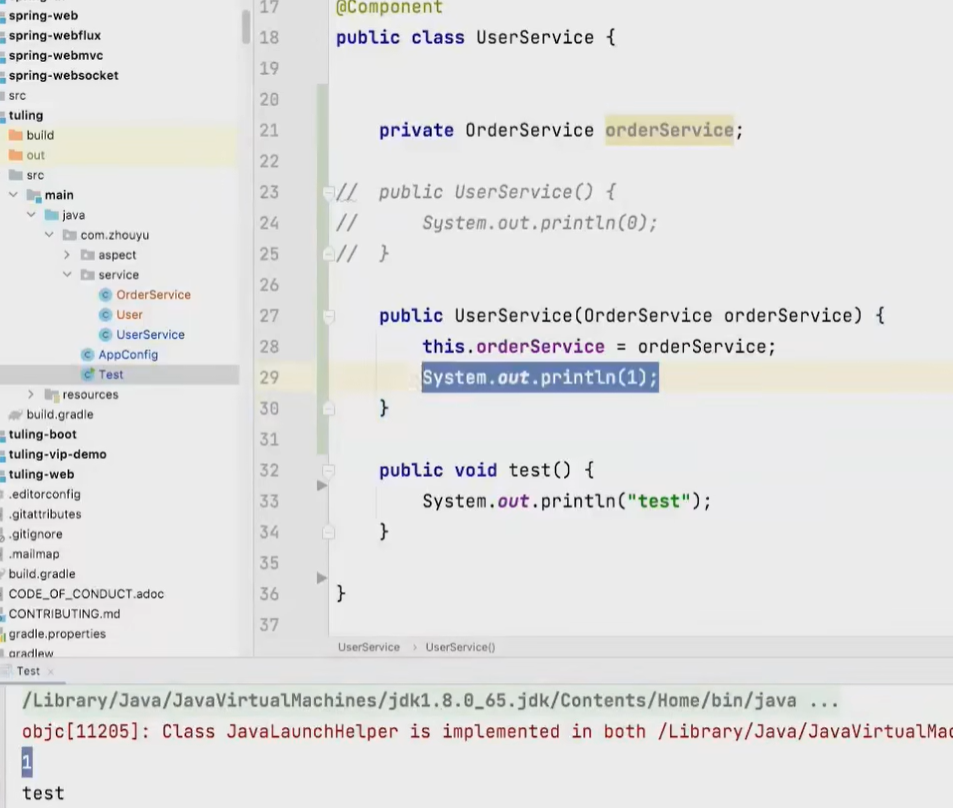 spring-web
spring-webflux
spring-webmvc
spring-websocket
src
tuling
build
out
src
main
java
com.zhouyu
aspect
service
OrderService
User
UserService
AppConfig
Test
resources
build.gradle
tuling-boot
tuling-vip-demo
tuling-web
.editorconfig
.gitattributes
.gitignore
.mailmap
build.gradle
CODE_OF_CONDUCT.adoc
CONTRIBUTING.md
gradle.properties
gradlew
17 @Component
18 public class UserService {
19
20
21 private OrderService orderService;
22
23 // public UserService() {
24 // System.out.println(0);
25 // }
26
27 public UserService(OrderService orderService) {
28 this.orderService = orderService;
29 System.out.println(1);
30 }
31
32 public void test() {
33 System.out.println("test");
34 }
35
36 }
37
UserService > UserService()
Test ×
/Library/Java/JavaVirtualMachines/jdk1.8.0_65.jdk/Contents/Home/bin/java ...
objc[11205]: Class JavaLaunchHelper is implemented in both /Library/Java/JavaVirtualMac
1
test